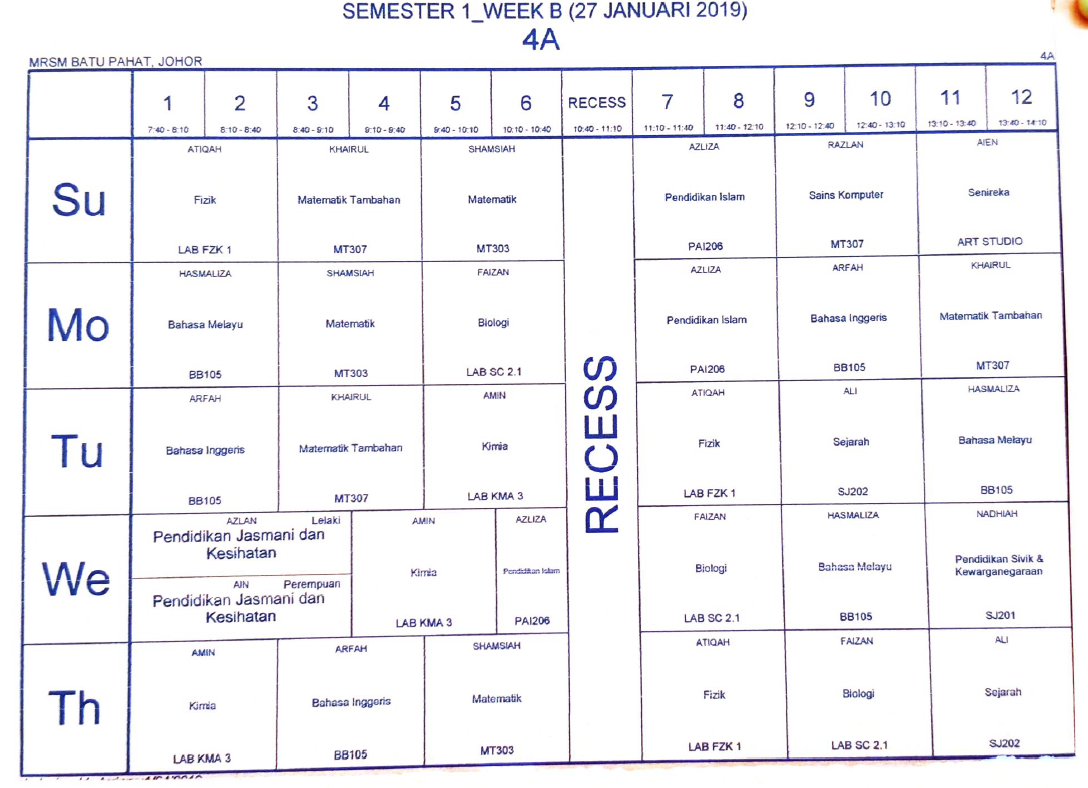 SEMESTER 1_WEEK B (27 JANUARI 2019)
4A
MRSM BATU PAHAT, JOHOR
4A
1 2 3 4 5 6 RECESS 7 8 9 10 11 12
7:40 - 8:10 8:10 - 8:40 8:40 - 9:10 9:10 - 9:40 9:40 - 10:10 10:10 - 10:40 10:40 - 11:10 11:10 - 11:40 11:40 - 12:10 12:10 - 12:40 12:40 - 13:10 13:10 - 13:40 13:40 - 14:10
Su
ATIQAH KHAIRUL SHAMSIAH AZLIZA RAZLAN AIEN
Fizik Matematik Tambahan Matematik Pendidikan Islam Sains Komputer Senireka
LAB FZK 1 MT307 MT303 PAI206 MT307 ART STUDIO
Mo
HASMALIZA SHAMSIAH FAIZAN AZLIZA ARFAH KHAIRUL
Bahasa Melayu Matematik Biologi Pendidikan Islam Bahasa Inggeris Matematik Tambahan
BB105 MT303 LAB SC 2.1 PAI206 BB105 MT307
RECESS
Tu
ARFAH KHAIRUL AMIN ATIQAH ALI HASMALIZA
Bahasa Inggeris Matematik Tambahan Kimia Fizik Sejarah Bahasa Melayu
BB105 MT307 LAB KMA 3 LAB FZK 1 SJ202 BB105
We
AZLAN Lelaki
Pendidikan Jasmani dan
Kesihatan
AIN Perempuan
Pendidikan Jasmani dan
Kesihatan
AMIN AZLIZA FAIZAN HASMALIZA NADHIAH
Kimia Pendidikan Islam Biologi Bahasa Melayu Pendidikan Sivik &
Kewarganegaraan
LAB KMA 3 PAI206 LAB SC 2.1 BB105 SJ201
Th
AMIN ARFAH SHAMSIAH ATIQAH FAIZAN ALI
Kimia Bahasa Inggeris Matematik Fizik Biologi Sejarah
LAB KMA 3 BB105 MT303 LAB FZK 1 LAB SC 2.1 SJ202